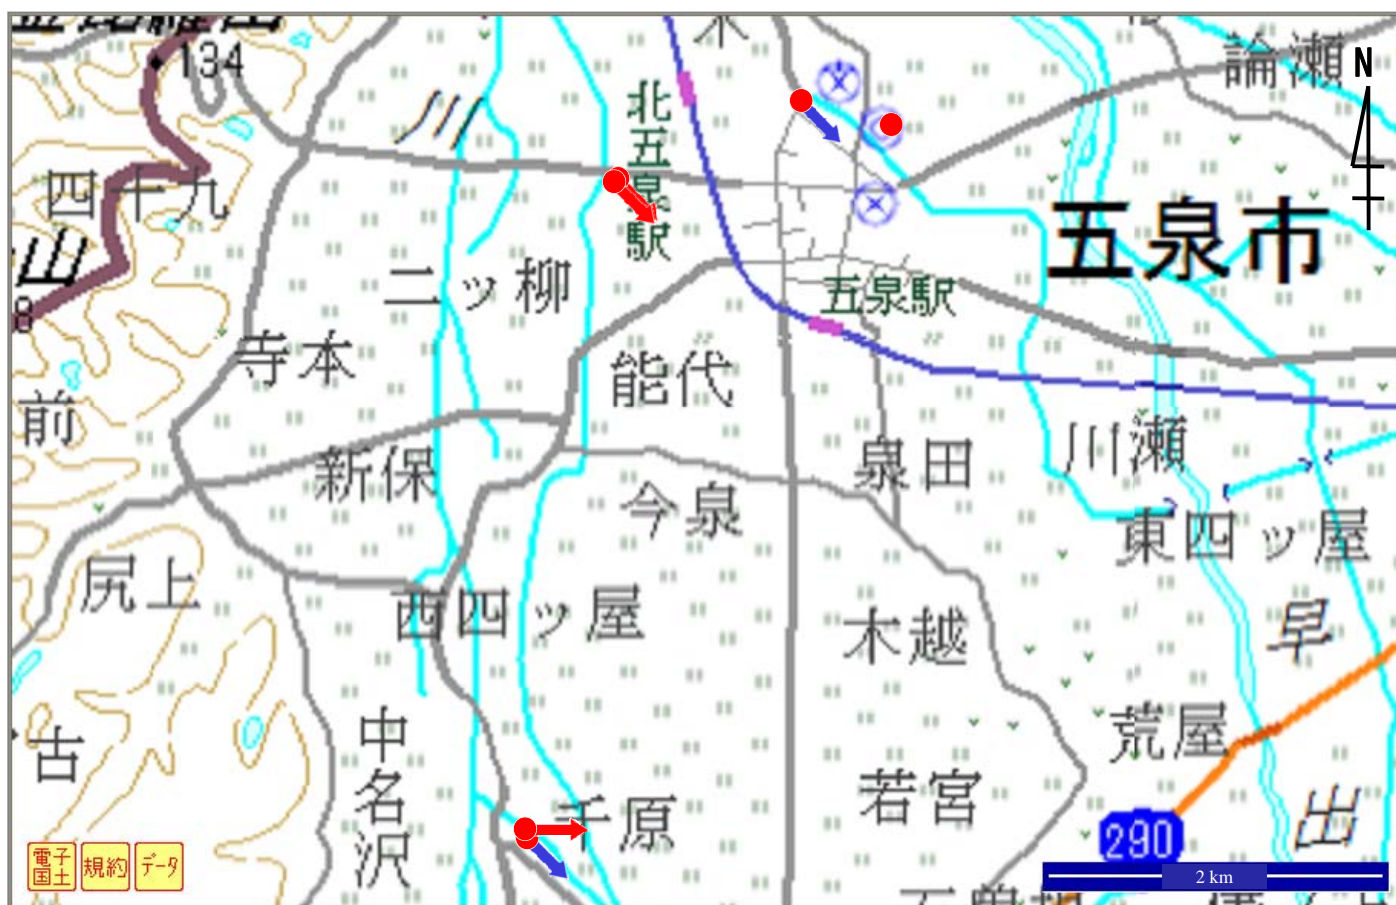 134
論瀬
N
川
北五泉駅
四十九
山
五泉市
8
二ッ柳
五泉駅
寺本
能代
前
新保
泉田
川瀬
今泉
東四ッ屋
尻上
西四ッ屋
木越
早
中名沢
荒屋
古
若宮
千原
出
290
電子国土
規約
データ
2 km